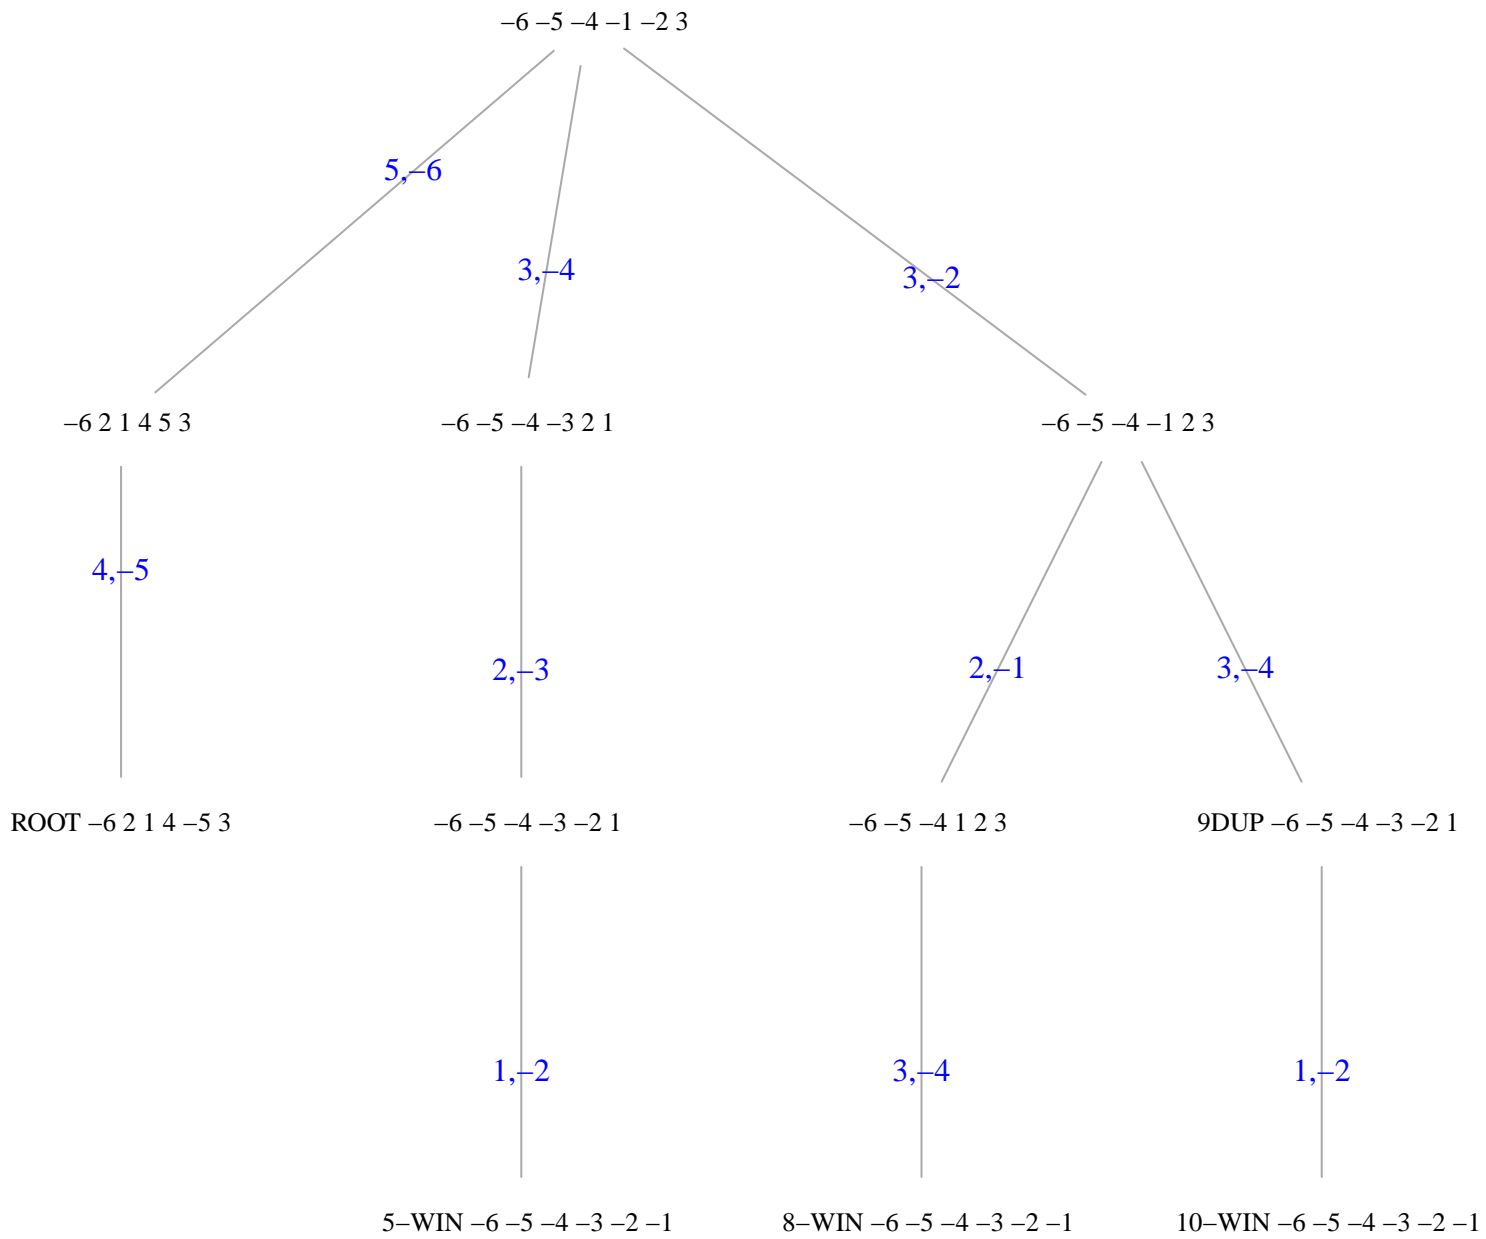 –6 –5 –4 –1 –2 3
5,–6
3,–4
3,–2
–6 2 1 4 5 3
–6 –5 –4 –3 2 1
–6 –5 –4 –1 2 3
4,–5
2,–3
2,–1
3,–4
ROOT –6 2 1 4 –5 3
–6 –5 –4 –3 –2 1
–6 –5 –4 1 2 3
9DUP –6 –5 –4 –3 –2 1
1,–2
3,–4
1,–2
5–WIN –6 –5 –4 –3 –2 –1
8–WIN –6 –5 –4 –3 –2 –1
10–WIN –6 –5 –4 –3 –2 –1